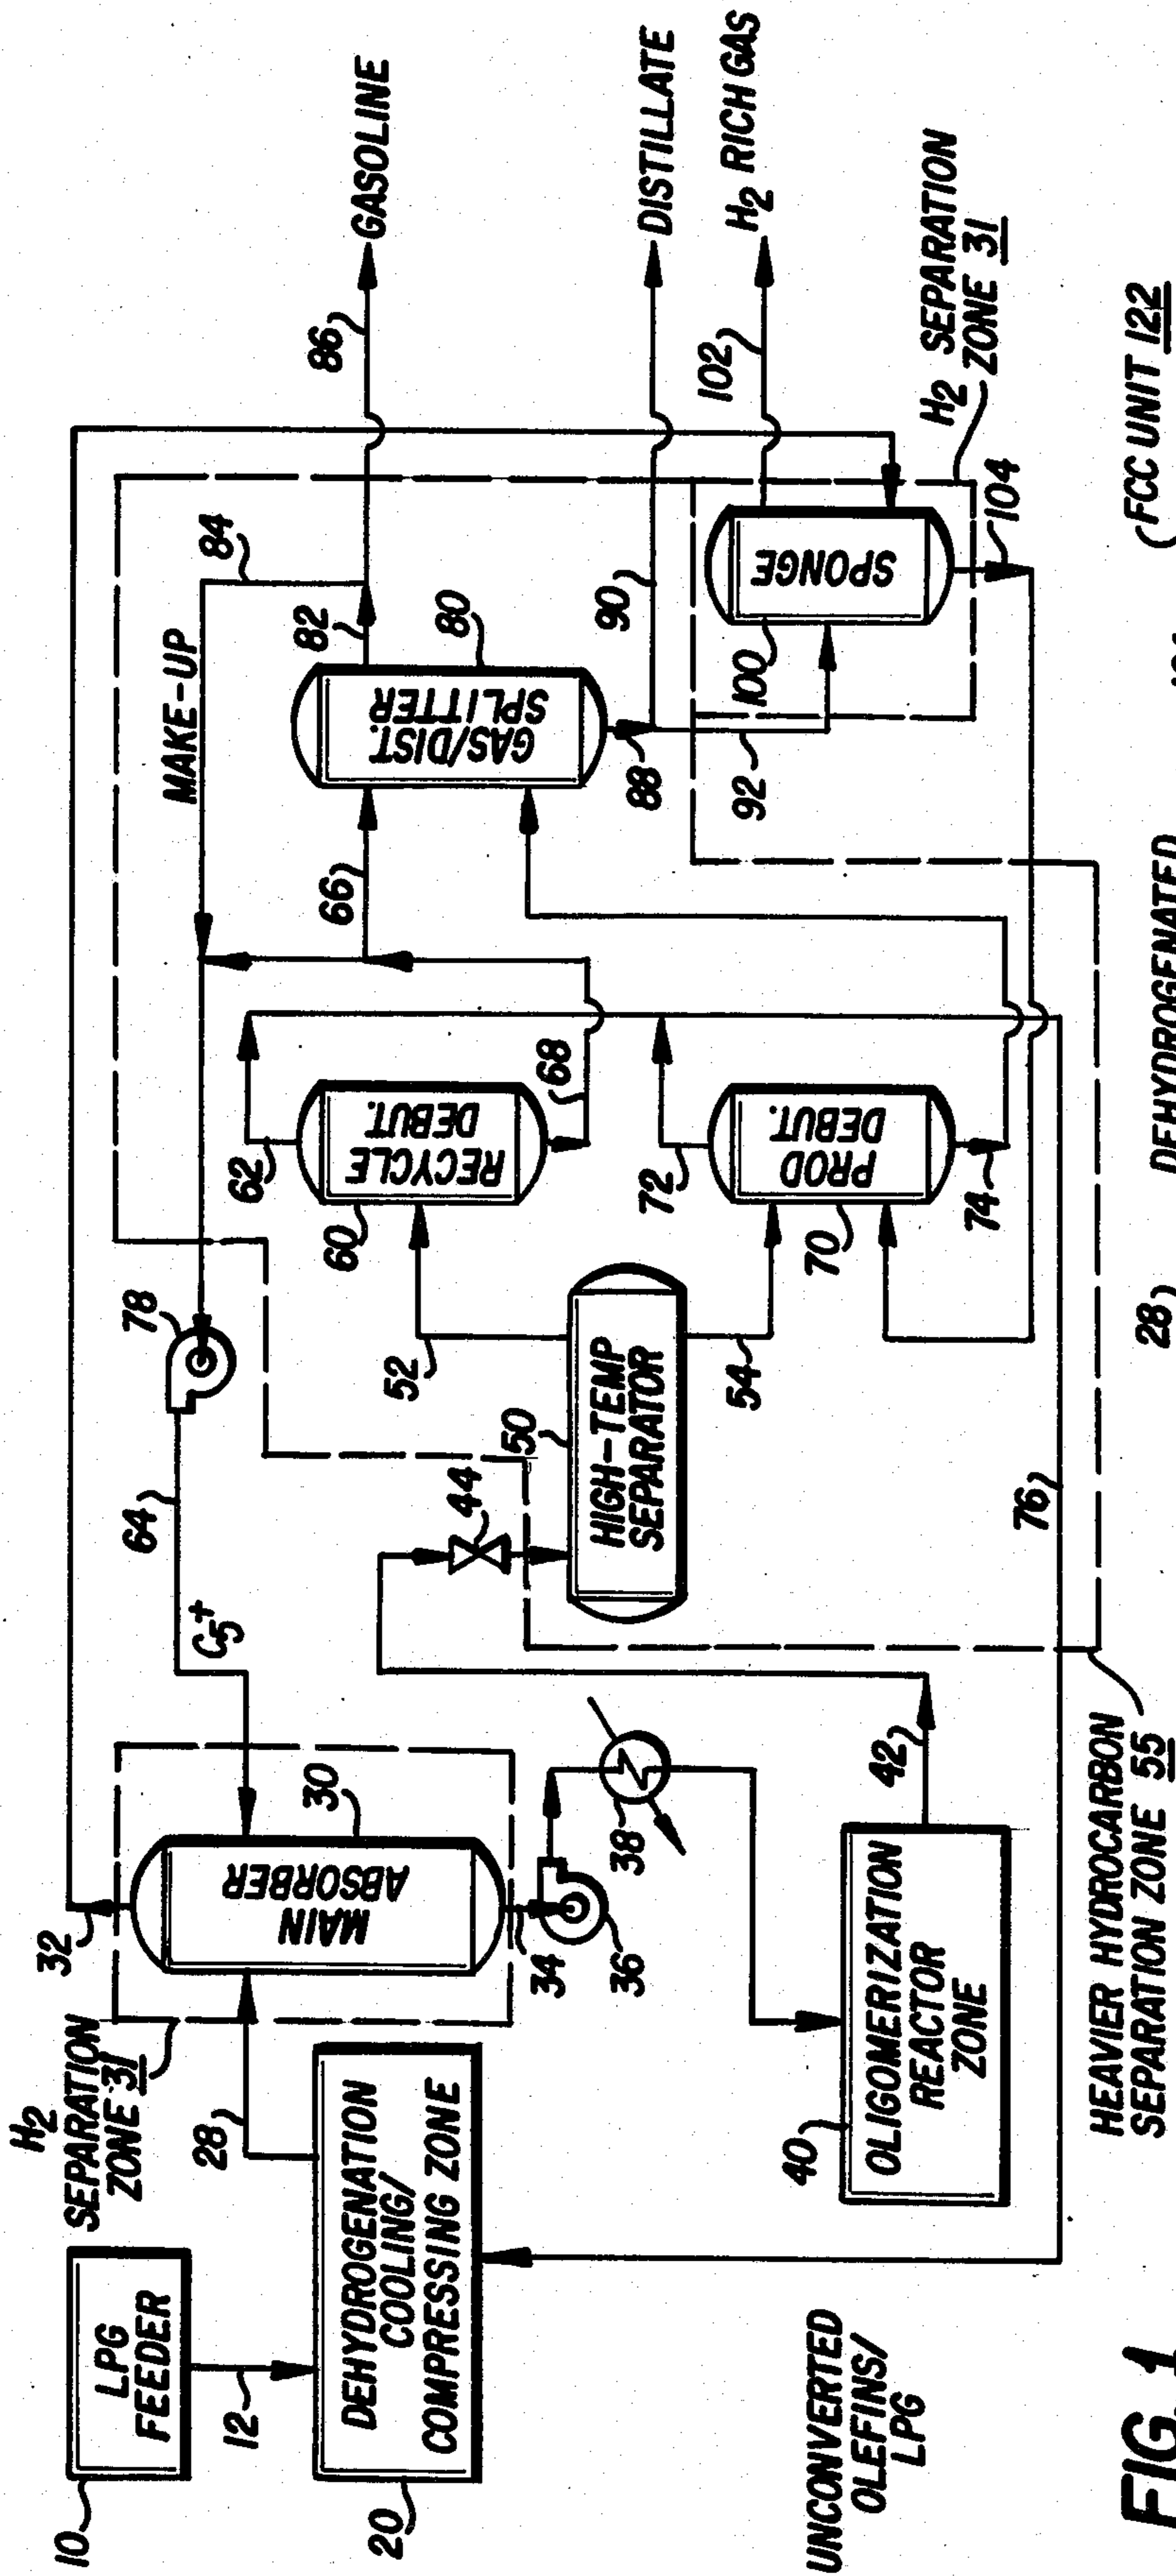 10
LPG
FEEDER
12
20
DEHYDROGENATION
COOLING/
COMPRESSING ZONE
28
H2
SEPARATION
ZONE 31
32
MAIN
ABSORBER
30
34
36
38
C5+
64
78
MAKE-UP
84
40
OLIGOMERIZATION
REACTOR
ZONE
42
44
50
HIGH-TEMP
SEPARATOR
52
54
60
RECYCLE
DEBUT.
62
68
66
70
PROD
DEBUT.
72
74
76
80
GAS/DIST.
SPLITTER
82
86
GASOLINE
88
90
DISTILLATE
92
100
SPONGE
102
H2 RICH GAS
104
H2 SEPARATION
ZONE 31
UNCONVERTED
OLEFINS/
LPG
HEAVIER HYDROCARBON
SEPARATION ZONE 55
FIG. 1
28
DEHYDROGENATED
FCC UNIT 122